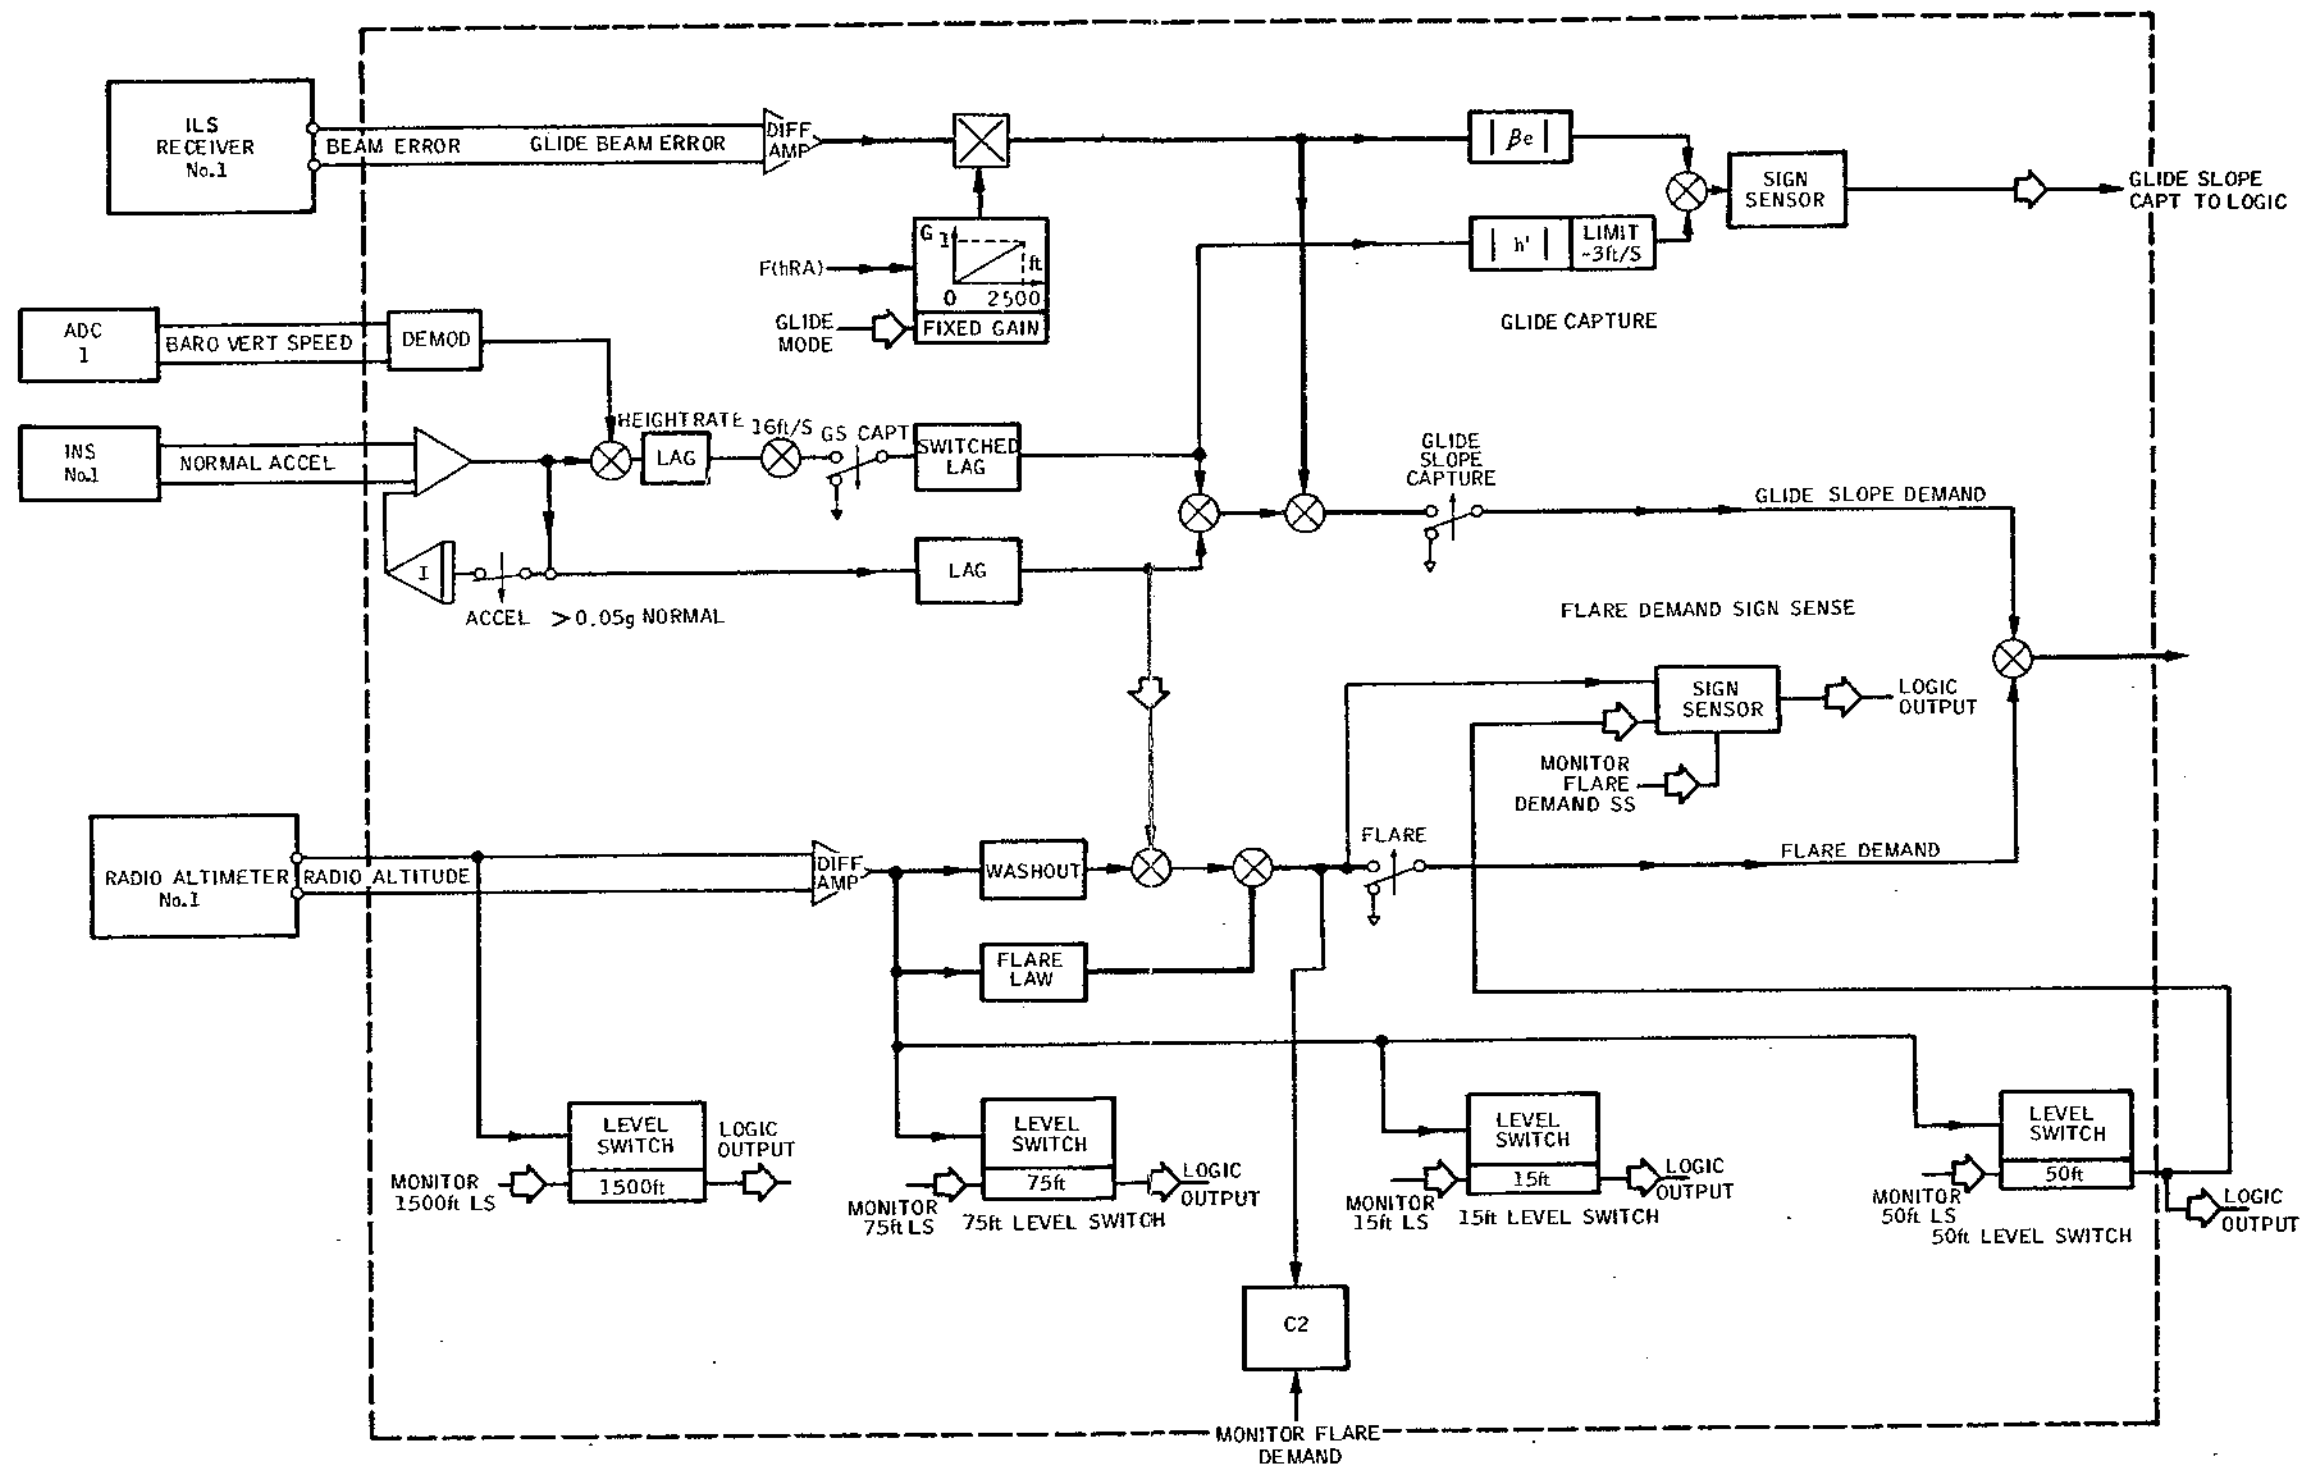 ILS
RECEIVER
No.1
BEAM ERROR
GLIDE BEAM ERROR
DIFF
AMP
| βe |
SIGN
SENSOR
GLIDE SLOPE
CAPT TO LOGIC
| h' |
LIMIT
~3ft/S
GLIDE CAPTURE
F(hRA)
G 1
ft
0 2500
GLIDE
MODE
FIXED GAIN
ADC
1
BARO VERT SPEED
DEMOD
INS
No.1
NORMAL ACCEL
HEIGHT RATE
LAG
16ft/S
GS CAPT
SWITCHED
LAG
GLIDE
SLOPE
CAPTURE
GLIDE SLOPE DEMAND
I
LAG
ACCEL >0.05g NORMAL
FLARE DEMAND SIGN SENSE
SIGN
SENSOR
LOGIC
OUTPUT
MONITOR
FLARE
DEMAND SS
RADIO ALTIMETER
No.1
RADIO ALTITUDE
DIFF
AMP
WASHOUT
FLARE
FLARE DEMAND
FLARE
LAW
LEVEL
SWITCH
1500ft
MONITOR
1500ft LS
LOGIC
OUTPUT
LEVEL
SWITCH
75ft
MONITOR
75ft LS
75ft LEVEL SWITCH
LOGIC
OUTPUT
LEVEL
SWITCH
15ft
MONITOR
15ft LS
15ft LEVEL SWITCH
LOGIC
OUTPUT
LEVEL
SWITCH
50ft
MONITOR
50ft LS
50ft LEVEL SWITCH
LOGIC
OUTPUT
C2
MONITOR FLARE
DEMAND